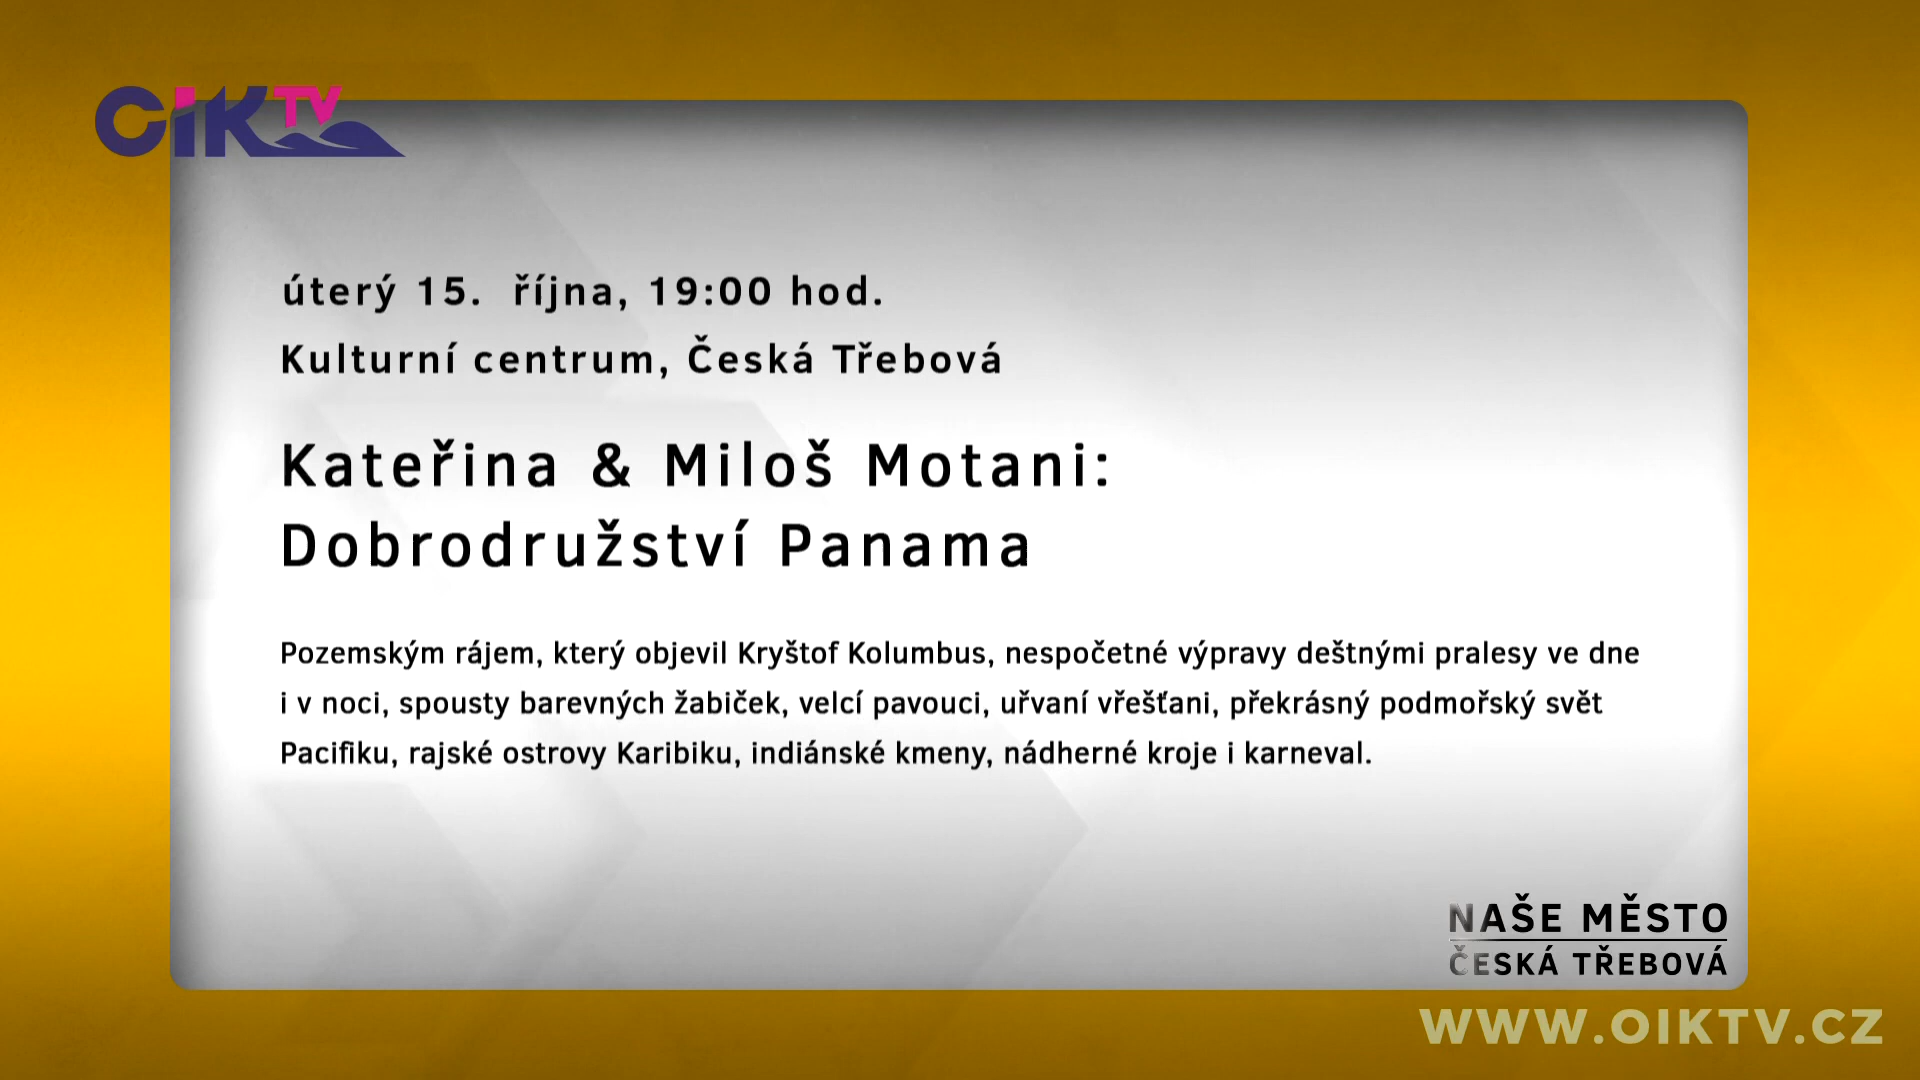 OIK TV
úterý 15. října, 19:00 hod.
Kulturní centrum, Česká Třebová
Kateřina & Miloš Motani:
Dobrodružství Panama
Pozemským rájem, který objevil Kryštof Kolumbus, nespočetné výpravy deštnými pralesy ve dne
i v noci, spousty barevných žabiček, velcí pavouci, uřvaní vřešťani, překrásný podmořský svět
Pacifiku, rajské ostrovy Karibiku, indiánské kmeny, nádherné kroje i karneval.
NAŠE MĚSTO
ČESKÁ TŘEBOVÁ
WWW.OIKTV.CZ